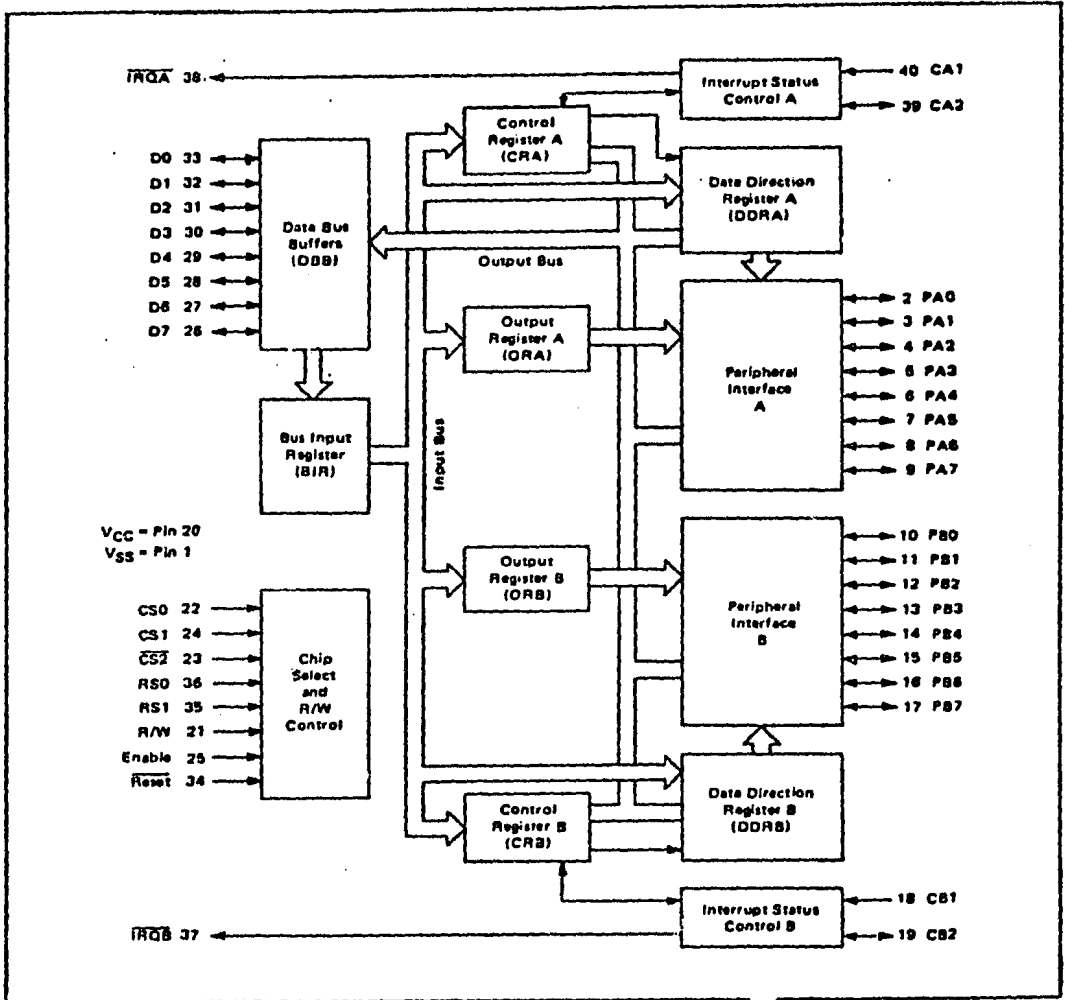 IRQA 38
Interrupt Status
Control A
40 CA1
39 CA2
Control
Register A
(CRA)
D0 33
D1 32
D2 31
D3 30
D4 29
D5 28
D6 27
D7 26
Data Bus
Buffers
(DBB)
Data Direction
Register A
(DDRA)
Output Bus
Output
Register A
(ORA)
Peripheral
Interface
A
2 PA0
3 PA1
4 PA2
5 PA3
6 PA4
7 PA5
8 PA6
9 PA7
Bus Input
Register
(BIR)
Input Bus
VCC = Pin 20
VSS = Pin 1
Output
Register B
(ORB)
Peripheral
Interface
B
10 PB0
11 PB1
12 PB2
13 PB3
14 PB4
15 PB5
16 PB6
17 PB7
CS0 22
CS1 24
CS2 23
RS0 36
RS1 35
R/W 21
Enable 25
Reset 34
Chip
Select
and
R/W
Control
Control
Register B
(CRB)
Data Direction
Register B
(DDRB)
IRQB 37
Interrupt Status
Control B
18 CB1
19 CB2